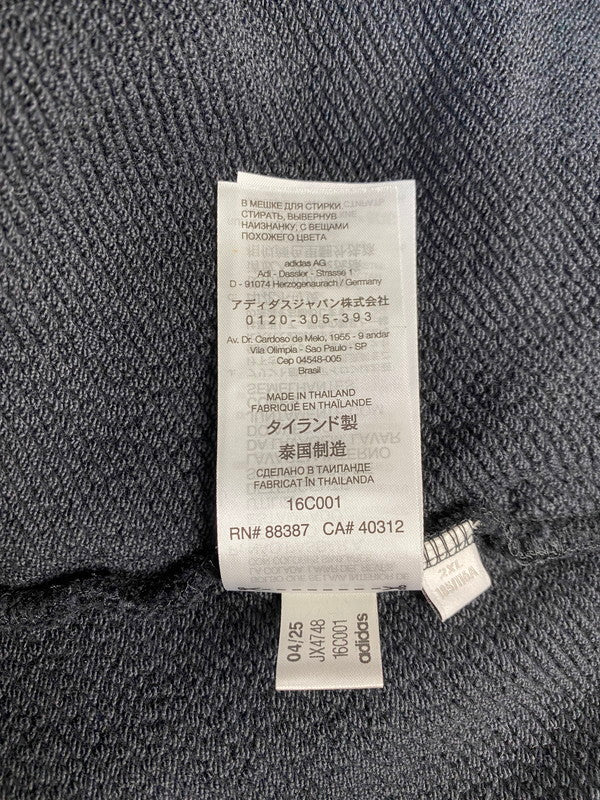 В МЕШКЕ ДЛЯ СТИРКИ
СТИРАТЬ, ВЫВЕРНУВ
НАИЗНАНКУ, С ВЕЩАМИ
ПОХОЖЕГО ЦВЕТА
adidas AG
Adi - Dassler - Strasse 1
D - 91074 Herzogenaurach / Germany
アディダスジャパン株式会社
0120-305-393
Av. Dr. Cardoso de Melo, 1955 - 9 andar
Vila Olimpia - Sao Paulo - SP
Cep 04548-005
Brasil
MADE IN THAILAND
FABRIQUÉ EN THAÏLANDE
タイランド製
泰国制造
СДЕЛАНО В ТАИЛАНДЕ
FABRICAT ÎN THAILANDA
16C001
RN# 88387 CA# 40312
04/25
JX4748
16C001
adidas